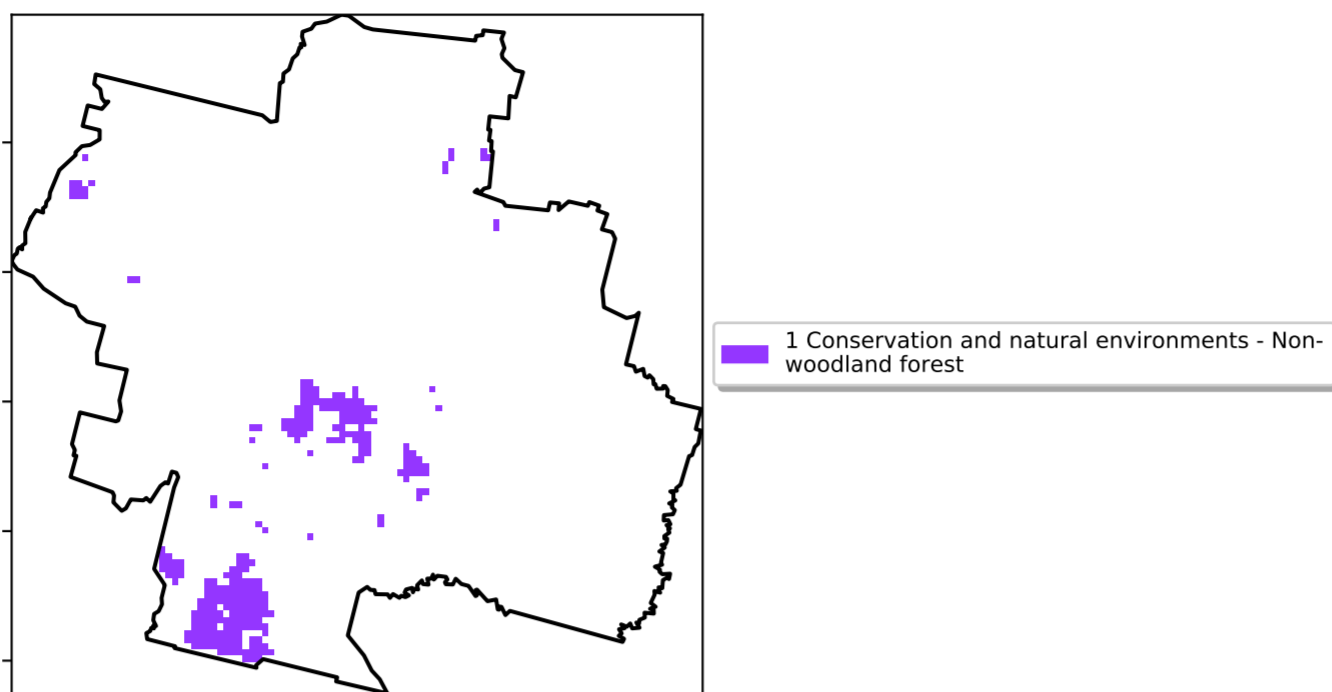 1 Conservation and natural environments - Non-
woodland forest